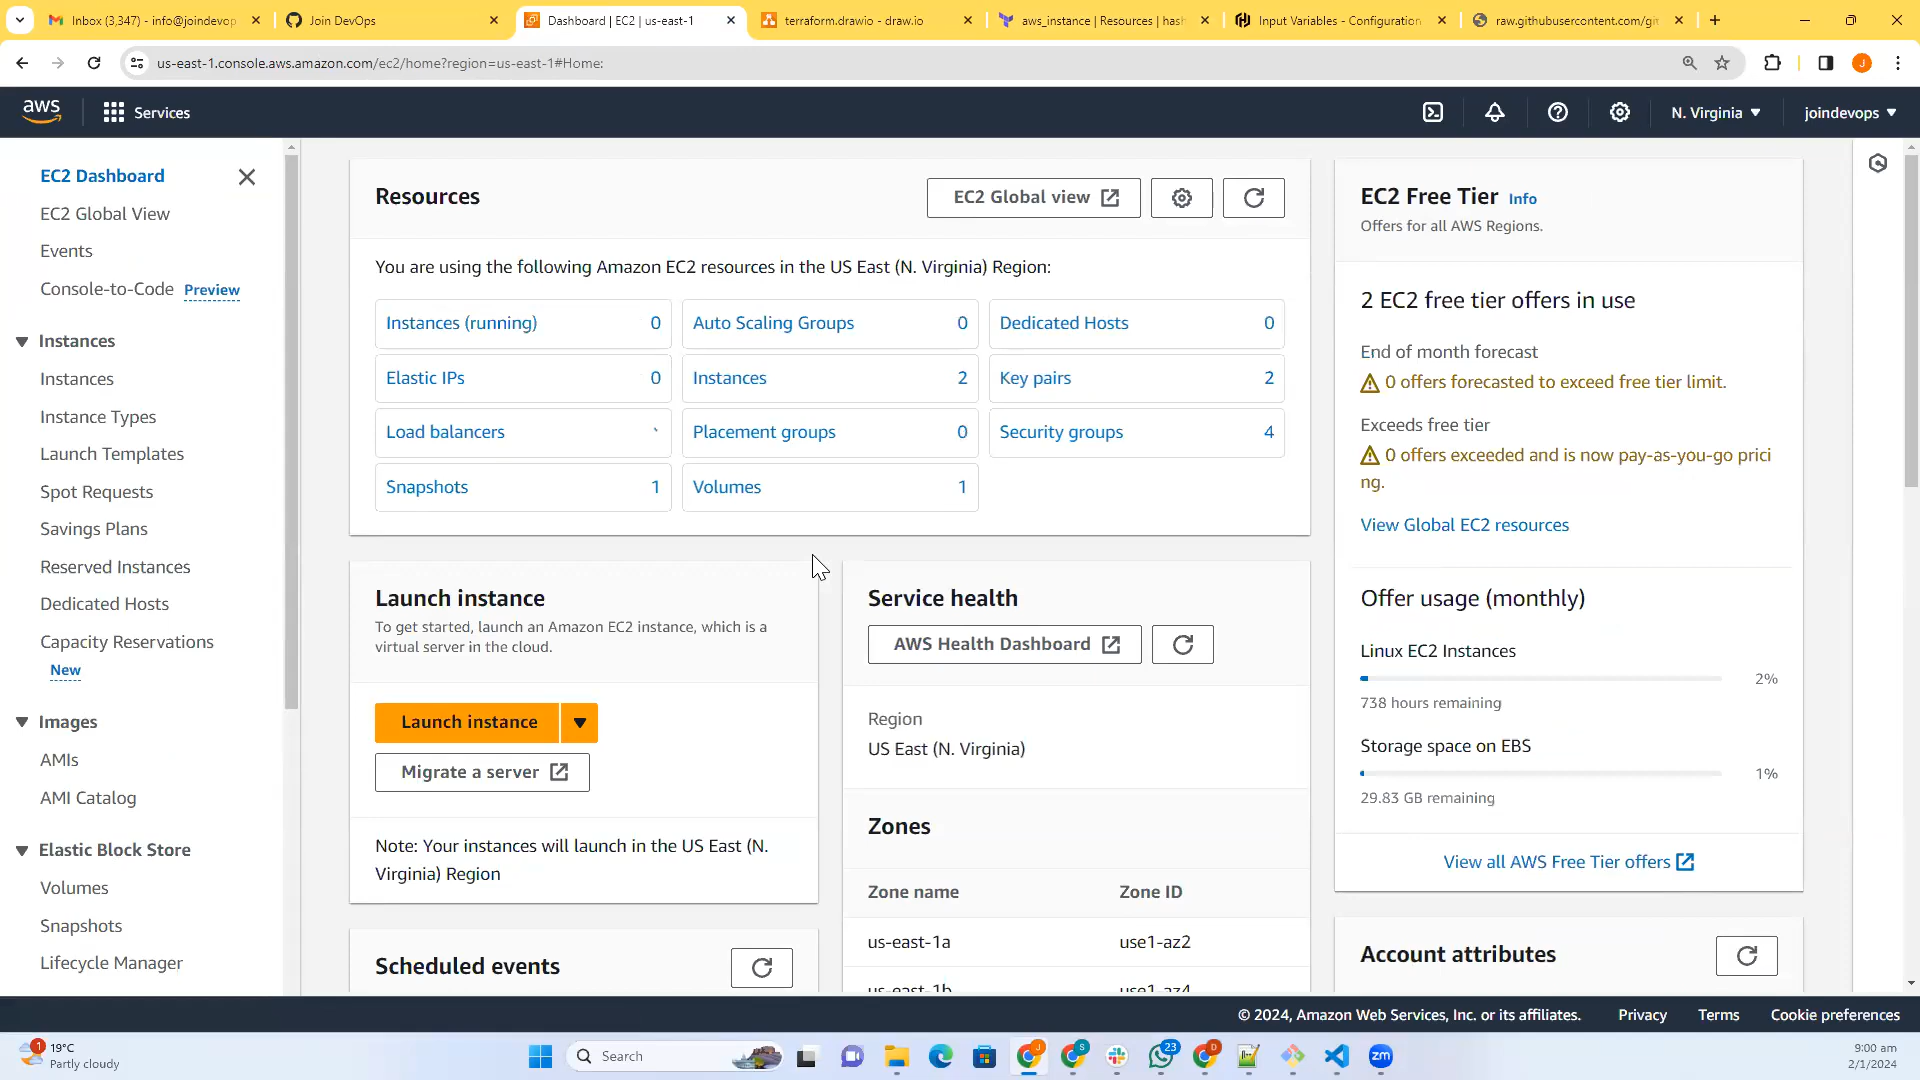 Inbox (3,347) - info@joindevop
Join DevOps
Dashboard | EC2 | us-east-1
terraform.drawio - draw.io
aws_instance | Resources | hash
Input Variables - Configuration
raw.githubusercontent.com/git
us-east-1.console.aws.amazon.com/ec2/home?region=us-east-1#Home:
J
aws
Services
N. Virginia
joindevops
EC2 Dashboard
EC2 Global View
Events
Console-to-Code Preview
Instances
Instances
Instance Types
Launch Templates
Spot Requests
Savings Plans
Reserved Instances
Dedicated Hosts
Capacity Reservations
New
Images
AMIs
AMI Catalog
Elastic Block Store
Volumes
Snapshots
Lifecycle Manager
Resources
EC2 Global view
You are using the following Amazon EC2 resources in the US East (N. Virginia) Region:
Instances (running) 0
Auto Scaling Groups 0
Dedicated Hosts 0
Elastic IPs 0
Instances 2
Key pairs 2
Load balancers
Placement groups 0
Security groups 4
Snapshots 1
Volumes 1
Launch instance
To get started, launch an Amazon EC2 instance, which is a
virtual server in the cloud.
Launch instance
Migrate a server
Note: Your instances will launch in the US East (N.
Virginia) Region
Scheduled events
Service health
AWS Health Dashboard
Region
US East (N. Virginia)
Zones
Zone name Zone ID
us-east-1a use1-az2
us-east-1b use1-az4
EC2 Free Tier Info
Offers for all AWS Regions.
2 EC2 free tier offers in use
End of month forecast
0 offers forecasted to exceed free tier limit.
Exceeds free tier
0 offers exceeded and is now pay-as-you-go prici
ng.
View Global EC2 resources
Offer usage (monthly)
Linux EC2 Instances
2%
738 hours remaining
Storage space on EBS
1%
29.83 GB remaining
View all AWS Free Tier offers
Account attributes
© 2024, Amazon Web Services, Inc. or its affiliates.
Privacy
Terms
Cookie preferences
1
19°C
Partly cloudy
Search
J
S
23
D
zm
9:00 am
2/1/2024